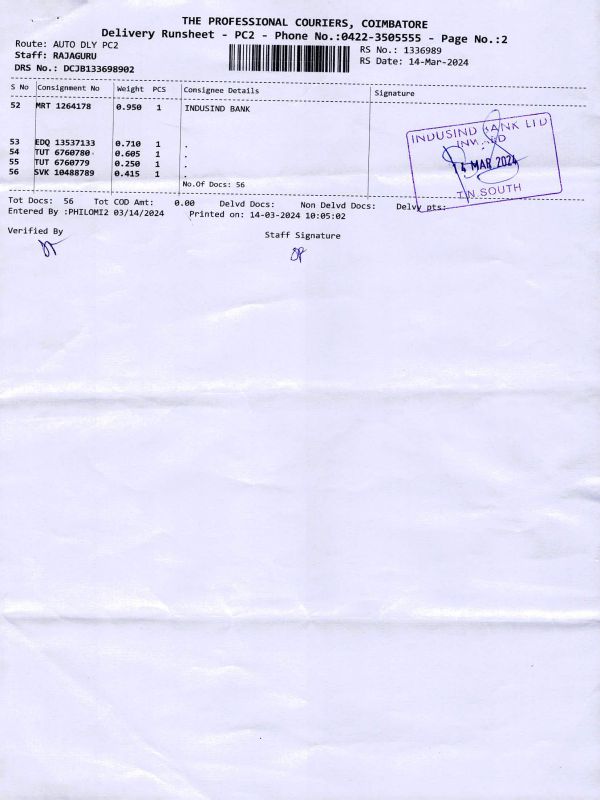 THE PROFESSIONAL COURIERS, COIMBATORE
Delivery Runsheet - PC2 - Phone No.:0422-3505555 - Page No.:2
Route: AUTO DLY PC2
Staff: RAJAGURU
DRS No.: DCJB133698902
RS No.: 1336989
RS Date: 14-Mar-2024
S No Consignment No Weight PCS Consignee Details Signature
52 MRT 1264178 0.950 1 INDUSIND BANK
53 EDQ 13537133 0.710 1 .
54 TUT 6760780 0.605 1 .
55 TUT 6760779 0.250 1 .
56 SVK 10488789 0.415 1 .
No.Of Docs: 56
INDUSIND BANK LTD
INWARD
14 MAR 2024
T.N SOUTH
Tot Docs: 56 Tot COD Amt: 0.00 Delvd Docs: Non Delvd Docs: Delvy pts:
Entered By :PHILOMI2 03/14/2024 Printed on: 14-03-2024 10:05:02
Verified By
Staff Signature